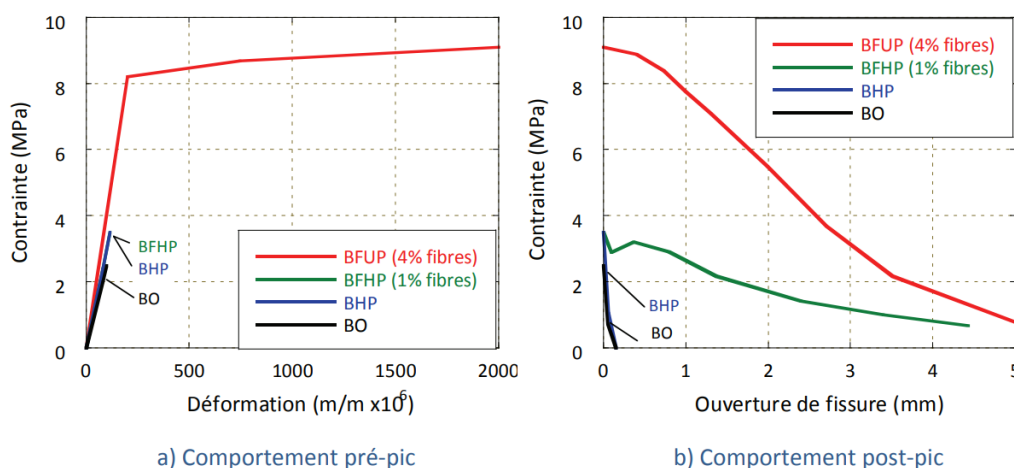 10
8
6
4
2
0
Contrainte (MPa)
BFHP
BHP
BO
BFUP (4% fibres)
BFHP (1% fibres)
BHP
BO
0 500 1000 1500 2000
Déformation (m/m x10⁶)
a) Comportement pré-pic
10
8
6
4
2
0
Contrainte (MPa)
BFUP (4% fibres)
BFHP (1% fibres)
BHP
BO
BHP
BO
0 1 2 3 4 5
Ouverture de fissure (mm)
b) Comportement post-pic